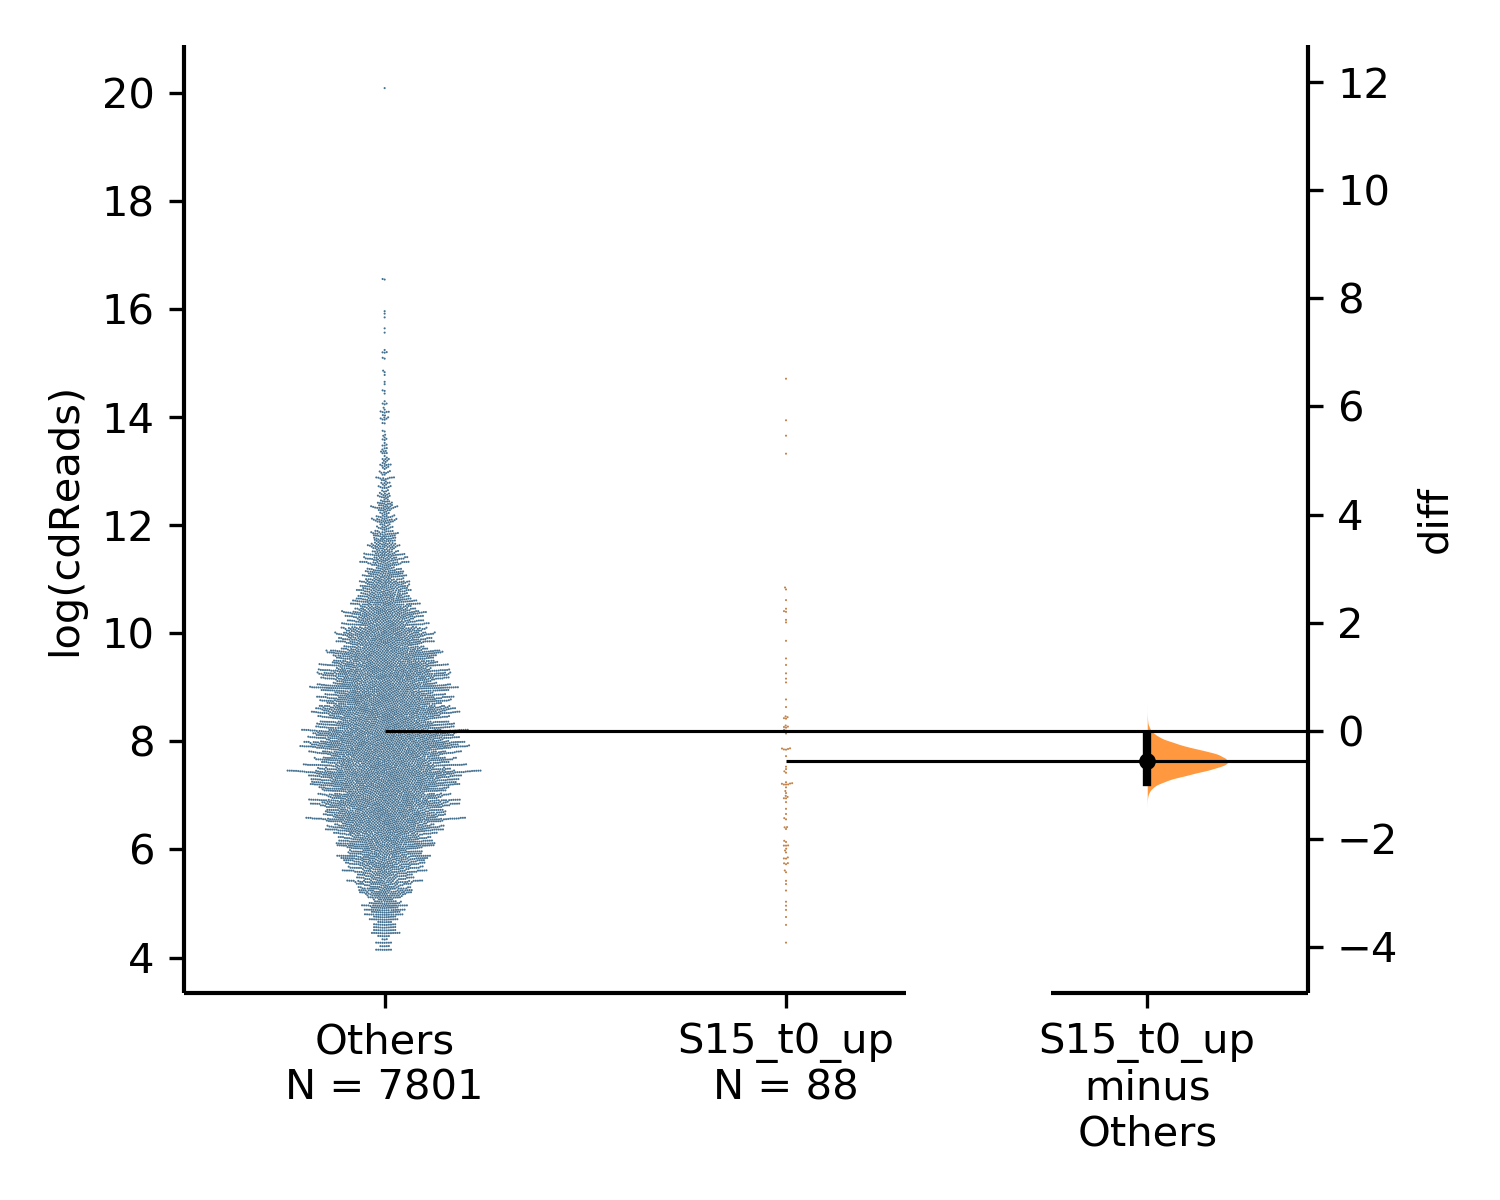 log(cdReads)
20
18
16
14
12
10
8
6
4
12
10
8
6
4
2
0
−2
−4
diff
Others
N = 7801
S15_t0_up
N = 88
S15_t0_up
minus
Others